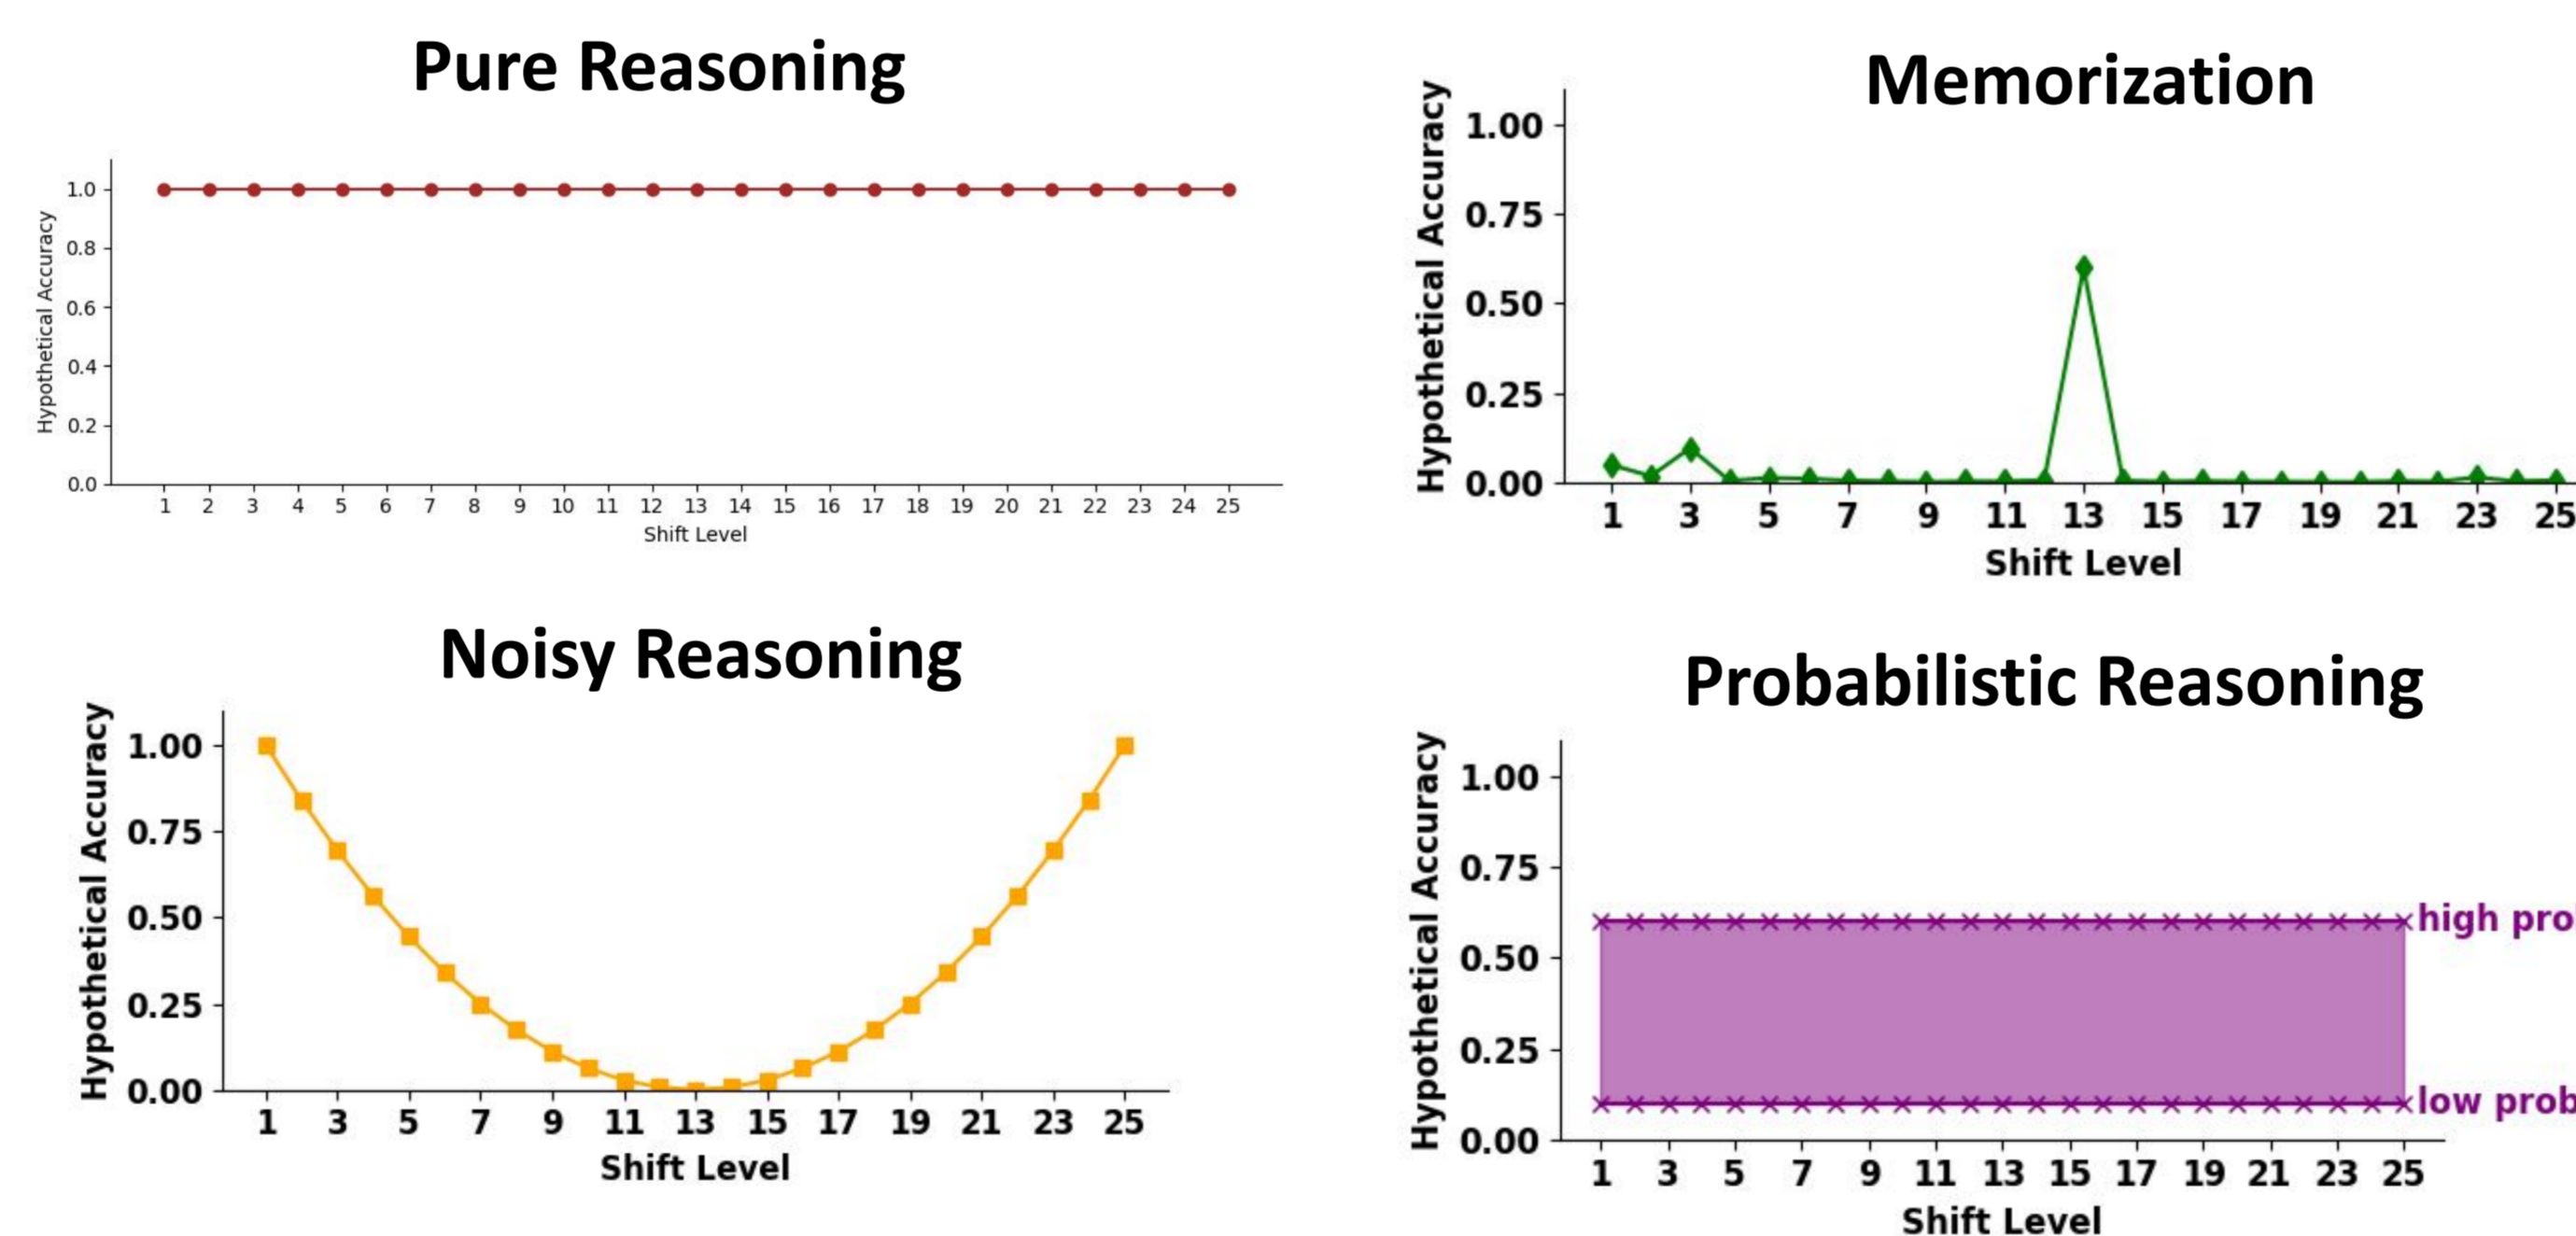 Pure Reasoning
Hypothetical Accuracy
1.0
0.8
0.6
0.4
0.2
0.0
1 2 3 4 5 6 7 8 9 10 11 12 13 14 15 16 17 18 19 20 21 22 23 24 25
Shift Level
Memorization
Hypothetical Accuracy
1.00
0.75
0.50
0.25
0.00
1 3 5 7 9 11 13 15 17 19 21 23 25
Shift Level
Noisy Reasoning
Hypothetical Accuracy
1.00
0.75
0.50
0.25
0.00
1 3 5 7 9 11 13 15 17 19 21 23 25
Shift Level
Probabilistic Reasoning
Hypothetical Accuracy
1.00
0.75
0.50
0.25
0.00
high pro
low prob
1 3 5 7 9 11 13 15 17 19 21 23 25
Shift Level